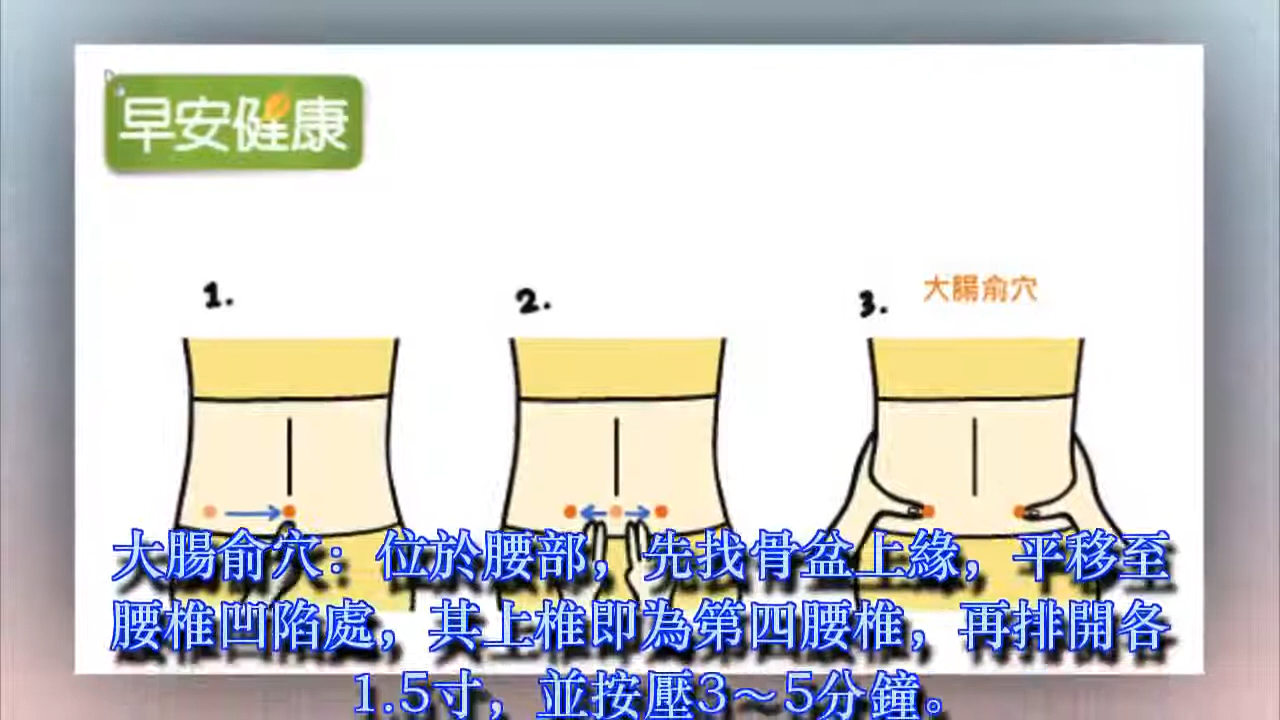 早安健康
1.
2.
3.
大腸俞穴
大腸俞穴：位於腰部，先找骨盆上緣，平移至
腰椎凹陷處，其上椎即為第四腰椎，再排開各
1.5寸，並按壓3～5分鐘。